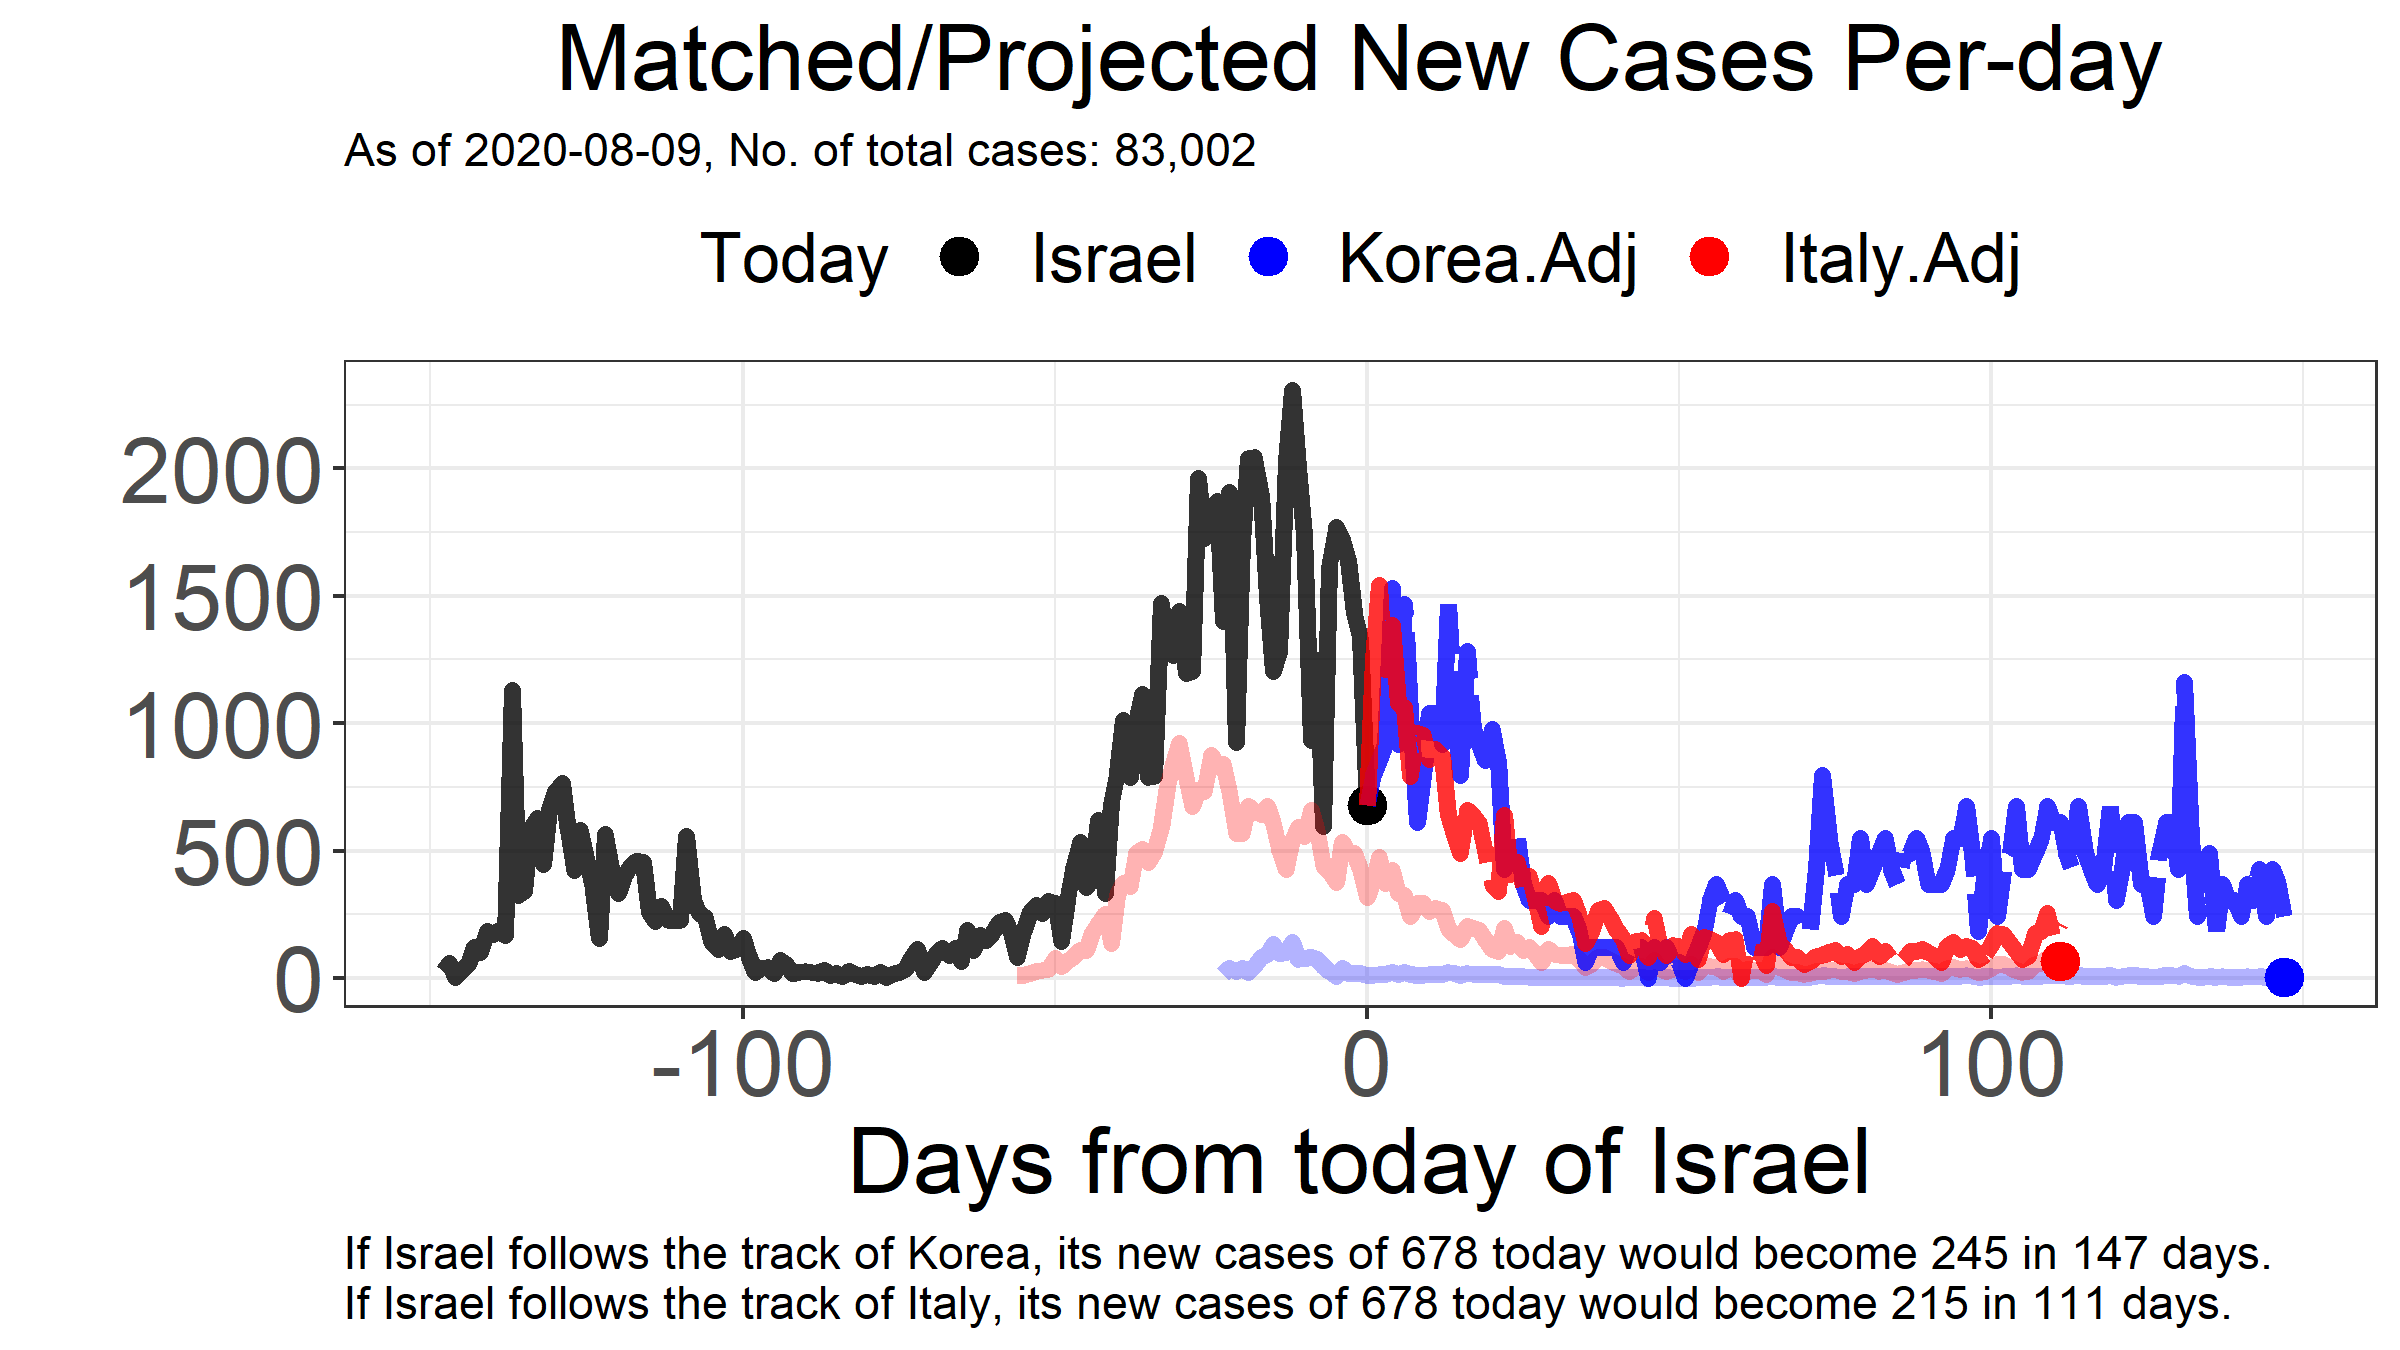 Matched/Projected New Cases Per-day
As of 2020-08-09, No. of total cases: 83,002
Today Israel Korea.Adj Italy.Adj
2000
1500
1000
500
0
-100 0 100
Days from today of Israel
If Israel follows the track of Korea, its new cases of 678 today would become 245 in 147 days.
If Israel follows the track of Italy, its new cases of 678 today would become 215 in 111 days.